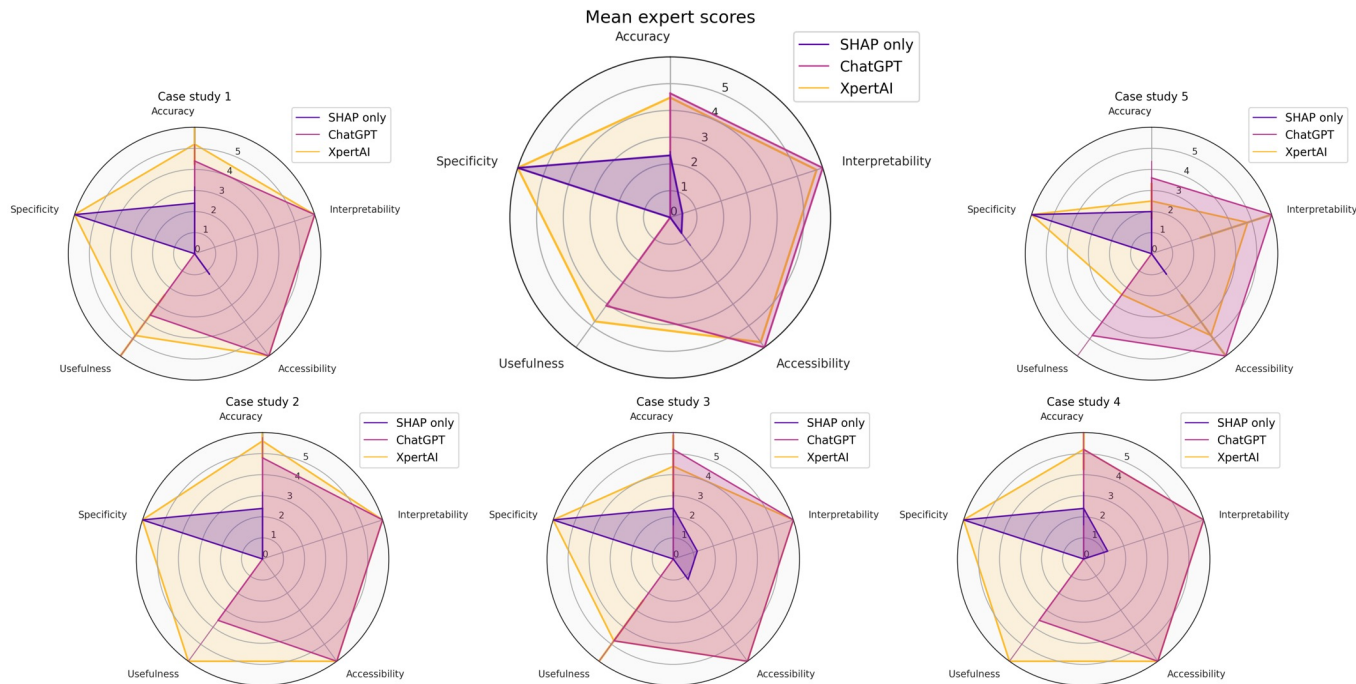 Mean expert scores
Accuracy
SHAP only
ChatGPT
XpertAI
5
4
3
2
1
0
Specificity
Interpretability
Usefulness
Accessibility
Case study 1
Accuracy
SHAP only
ChatGPT
XpertAI
5
4
3
2
1
0
Specificity
Interpretability
Usefulness
Accessibility
Case study 5
Accuracy
SHAP only
ChatGPT
XpertAI
5
4
3
2
1
0
Specificity
Interpretability
Usefulness
Accessibility
Case study 2
Accuracy
SHAP only
ChatGPT
XpertAI
5
4
3
2
1
0
Specificity
Interpretability
Usefulness
Accessibility
Case study 3
Accuracy
SHAP only
ChatGPT
XpertAI
5
4
3
2
1
0
Specificity
Interpretability
Usefulness
Accessibility
Case study 4
Accuracy
SHAP only
ChatGPT
XpertAI
5
4
3
2
1
0
Specificity
Interpretability
Usefulness
Accessibility